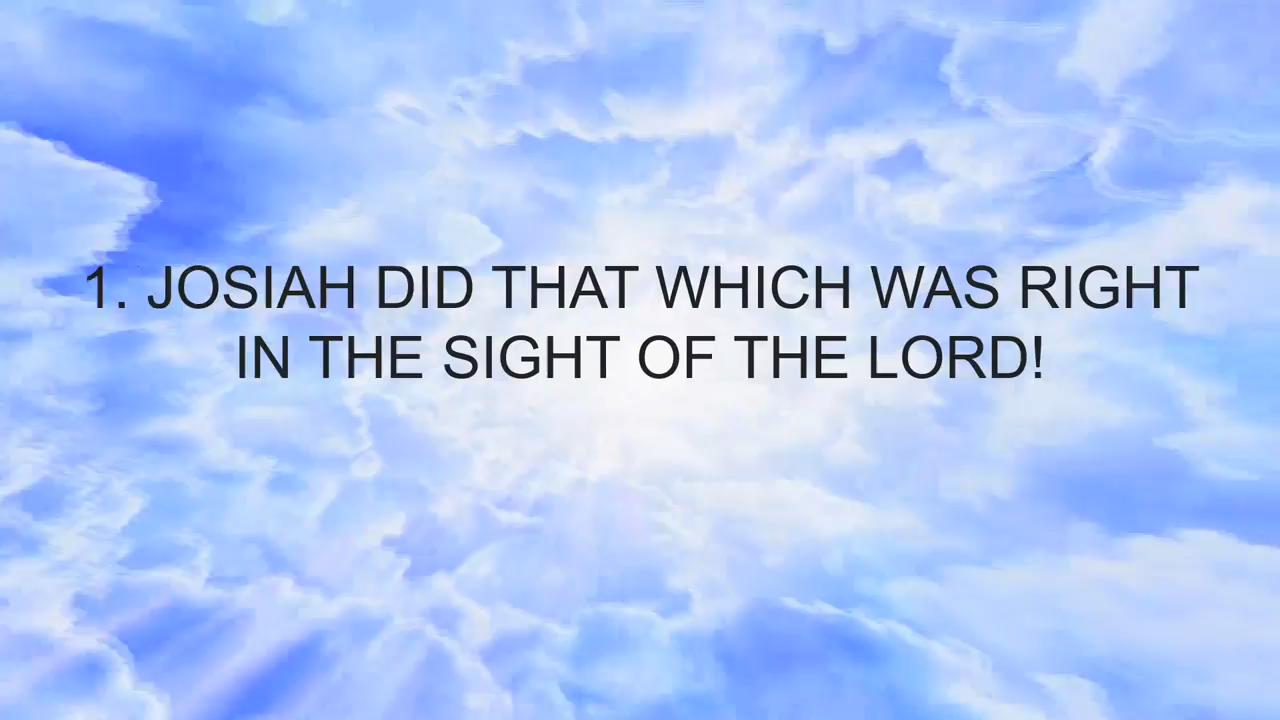 1. JOSIAH DID THAT WHICH WAS RIGHT
IN THE SIGHT OF THE LORD!